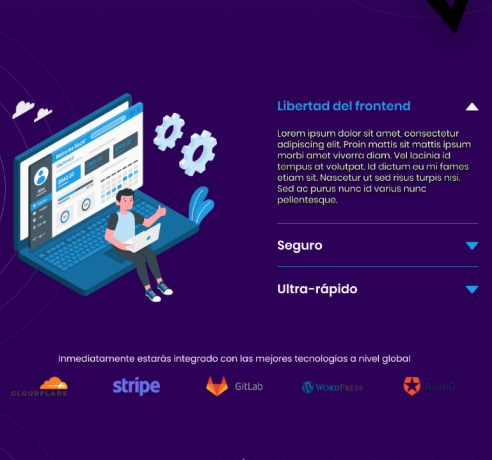 Libertad del frontend
Lorem ipsum dolor sit amet, consectetur
adipiscing elit. Proin mattis sit mattis ipsum
morbi amet viverra diam. Vel lacinia id
tempus at volutpat. Id dictum eu mi fames
etiam sit. Nascetur ut sed risus turpis nisi.
Sed ac purus nunc id varius nunc
pellentesque.
Seguro
Ultra-rápido
Inmediatamente estarás integrado con las mejores tecnologías a nivel global
CLOUDFLARE
stripe
GitLab
WORDPRESS
Auth0